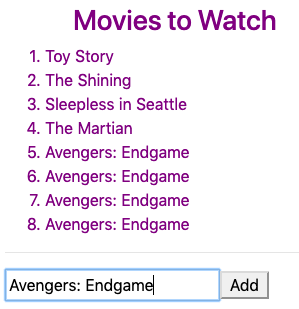 Movies to Watch
1. Toy Story
2. The Shining
3. Sleepless in Seattle
4. The Martian
5. Avengers: Endgame
6. Avengers: Endgame
7. Avengers: Endgame
8. Avengers: Endgame
Avengers: Endgame Add